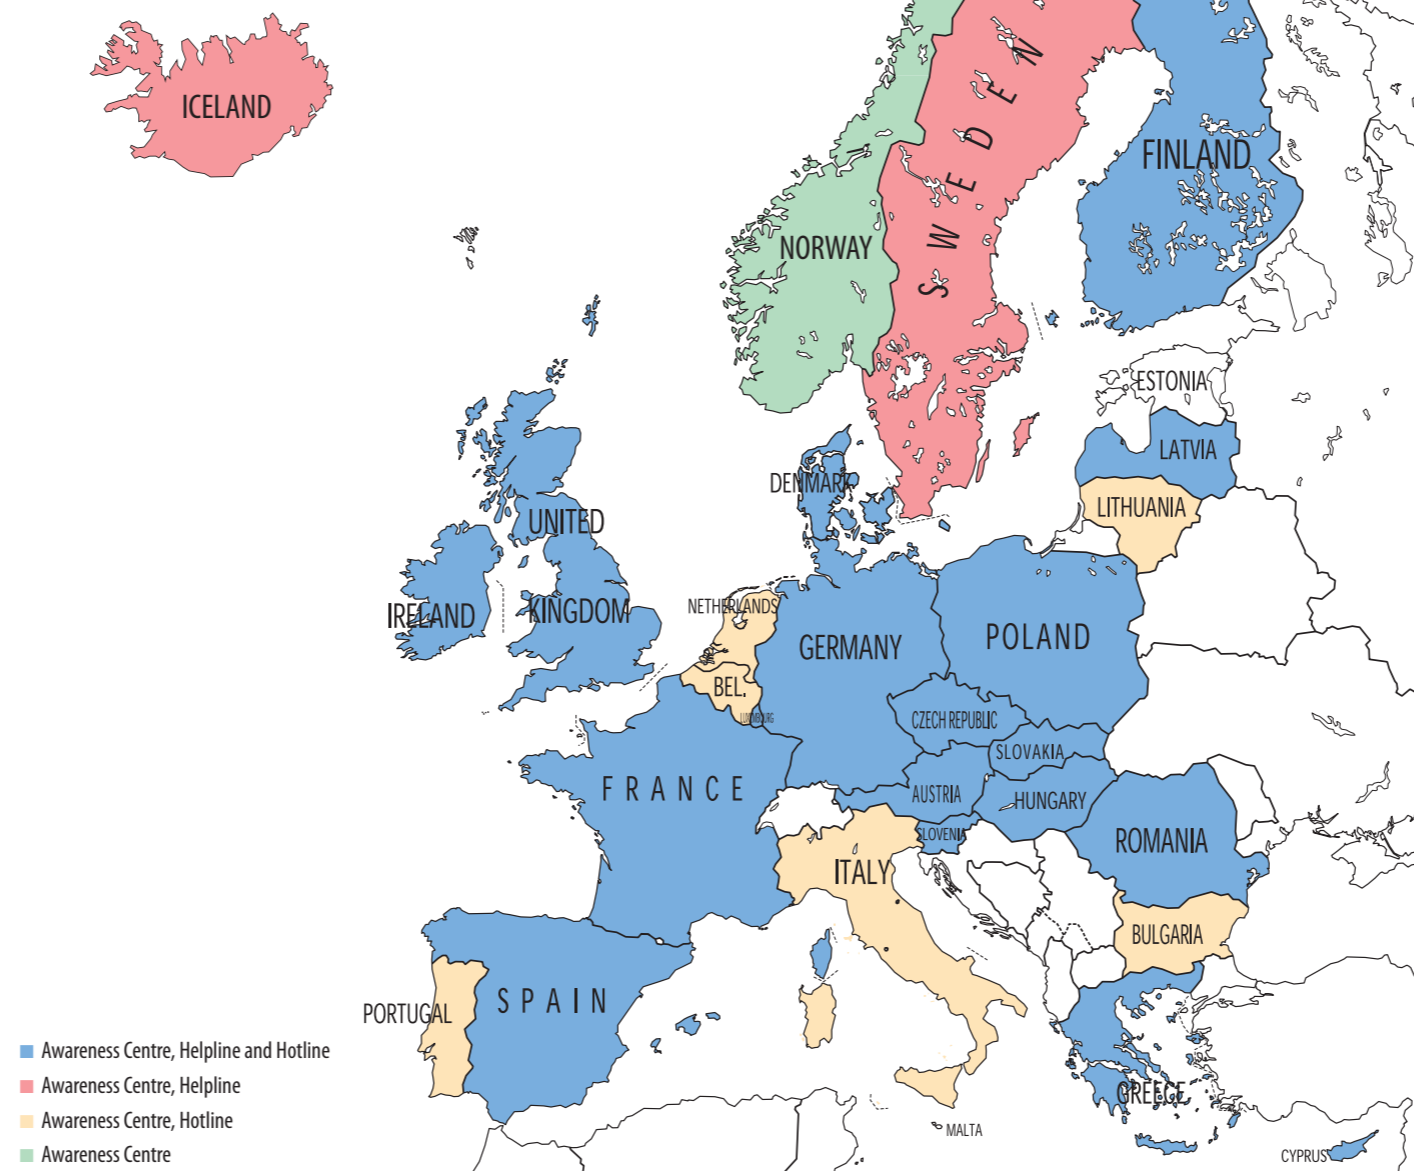 ICELAND
SWEDEN
FINLAND
NORWAY
ESTONIA
LATVIA
DENMARK
LITHUANIA
UNITED
KINGDOM
IRELAND
NETHERLANDS
GERMANY
POLAND
BEL.
LUXEMBOURG
CZECH REPUBLIC
SLOVAKIA
FRANCE
AUSTRIA
HUNGARY
SLOVENIA
ROMANIA
ITALY
BULGARIA
SPAIN
PORTUGAL
GREECE
MALTA
CYPRUS
Awareness Centre, Helpline and Hotline
Awareness Centre, Helpline
Awareness Centre, Hotline
Awareness Centre